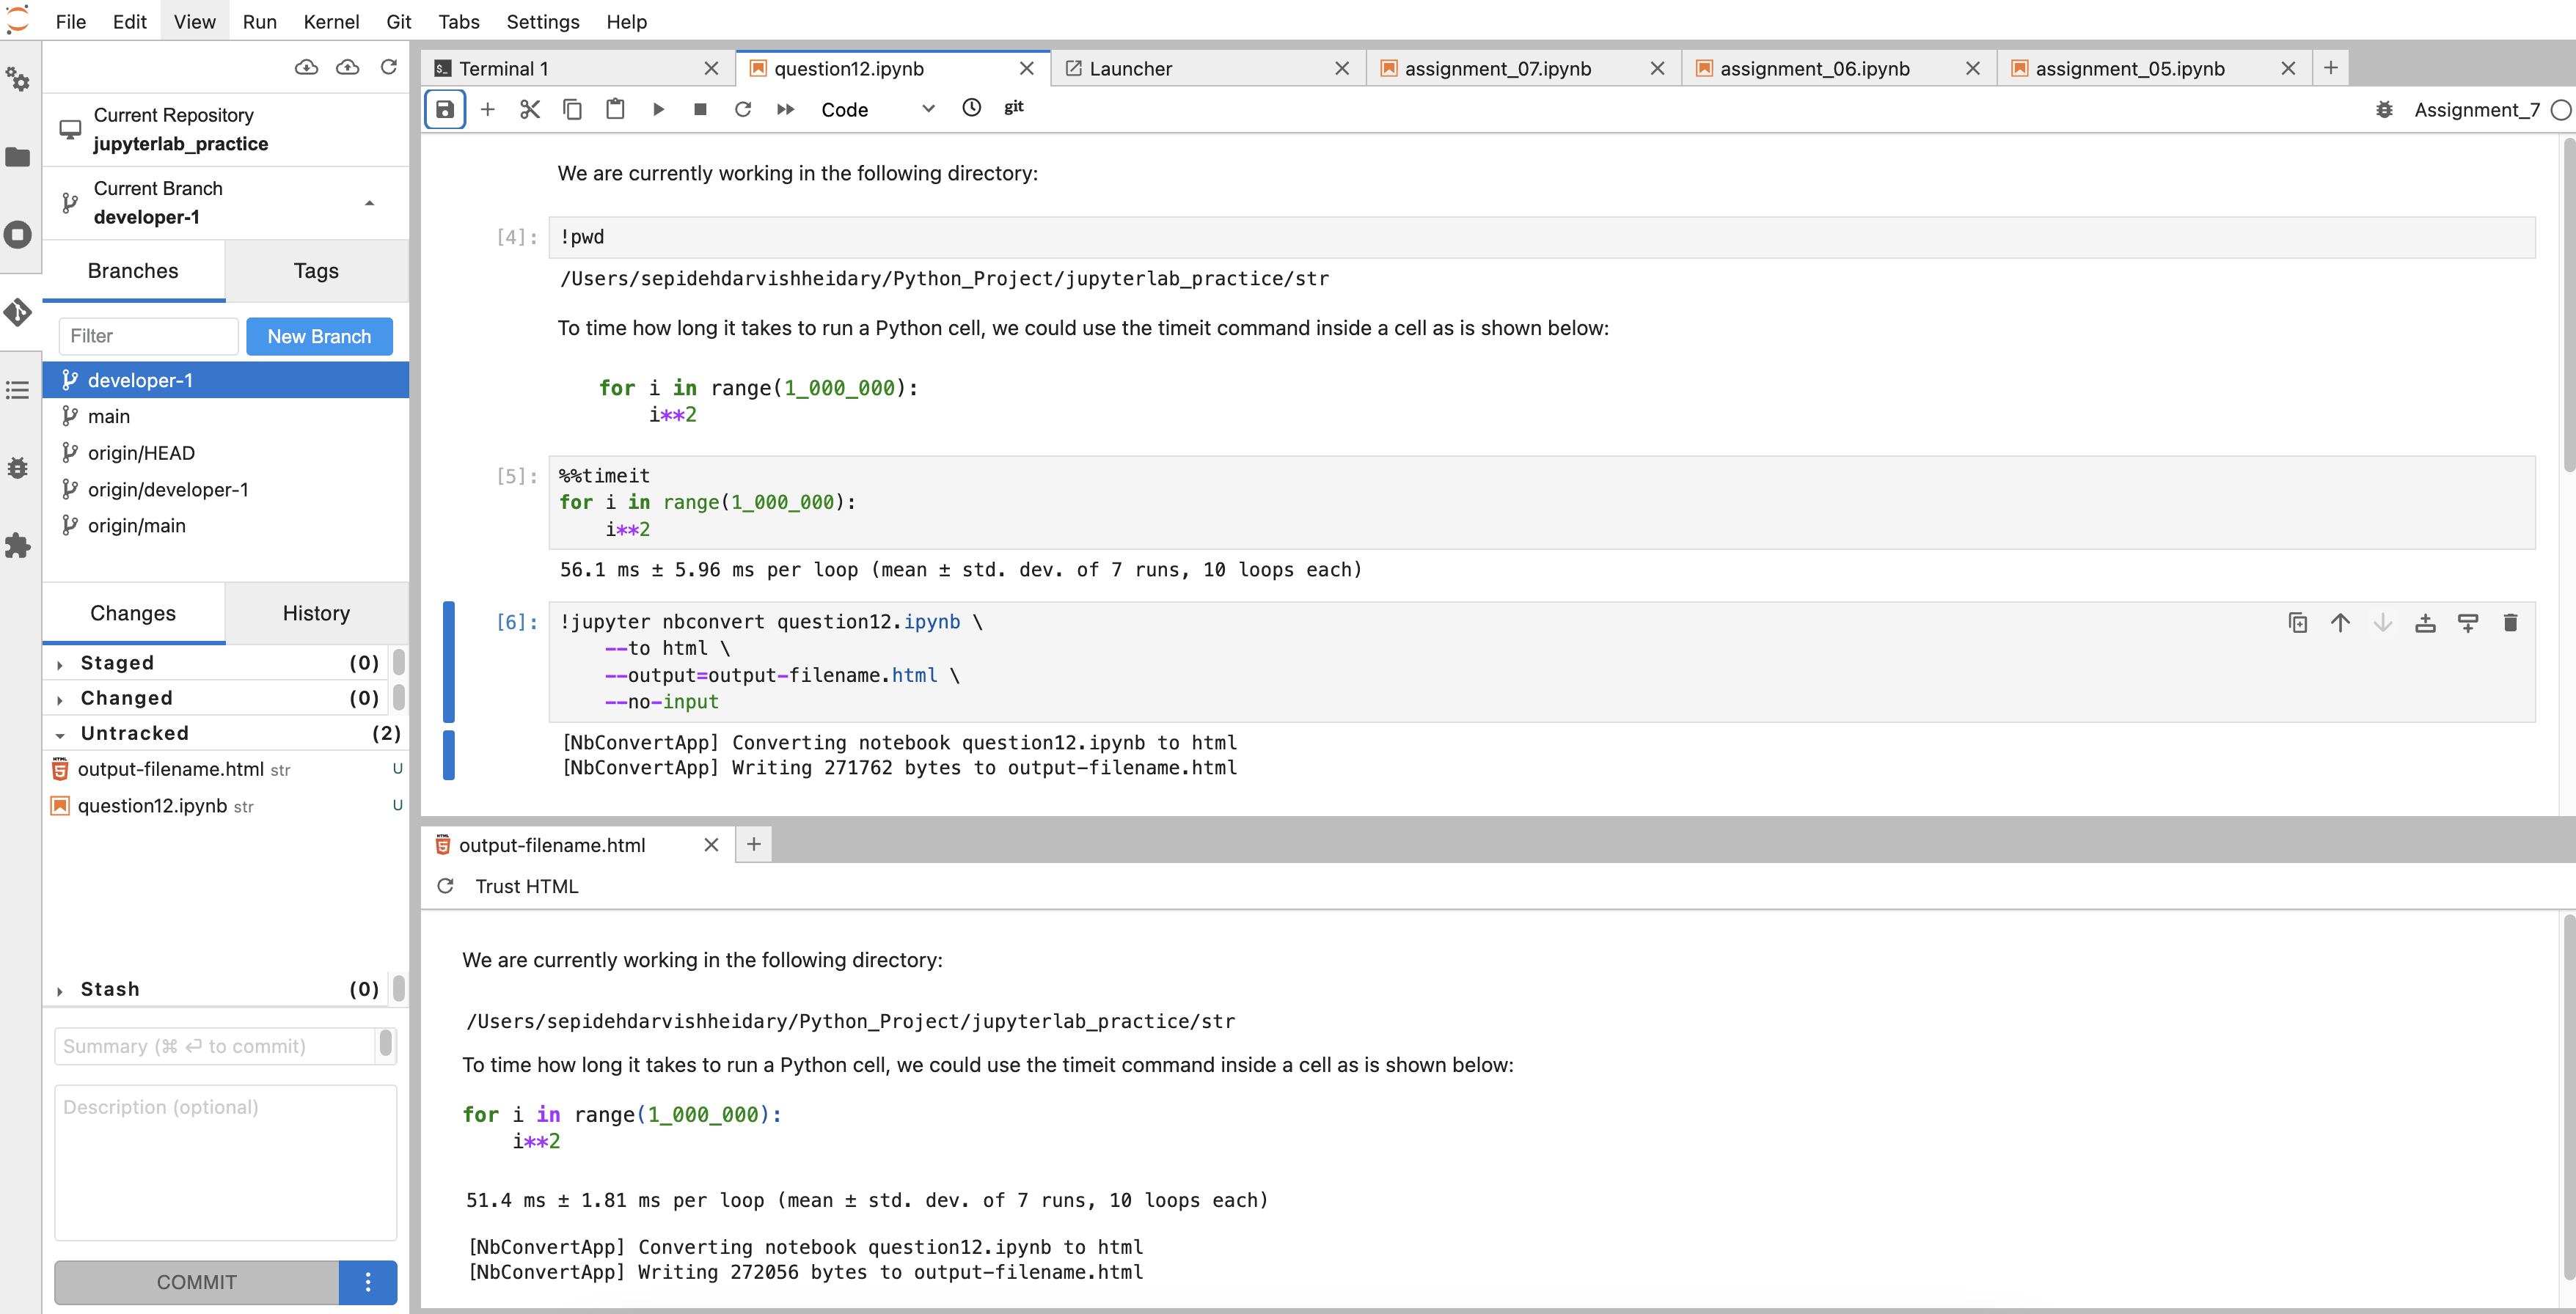 File Edit View Run Kernel Git Tabs Settings Help
Current Repository
jupyterlab_practice
Current Branch
developer-1
Branches Tags
Filter New Branch
developer-1
main
origin/HEAD
origin/developer-1
origin/main
Changes History
Staged (0)
Changed (0)
Untracked (2)
output-filename.html str U
question12.ipynb str U
Stash (0)
Summary (⌘ ⏎ to commit)
Description (optional)
COMMIT
Terminal 1 question12.ipynb Launcher assignment_07.ipynb assignment_06.ipynb assignment_05.ipynb
Code git Assignment_7
We are currently working in the following directory:
[4]: !pwd
/Users/sepidehdarvishheidary/Python_Project/jupyterlab_practice/str
To time how long it takes to run a Python cell, we could use the timeit command inside a cell as is shown below:
for i in range(1_000_000):
    i**2
[5]: %%timeit
for i in range(1_000_000):
    i**2
56.1 ms ± 5.96 ms per loop (mean ± std. dev. of 7 runs, 10 loops each)
[6]: !jupyter nbconvert question12.ipynb \
    --to html \
    --output=output-filename.html \
    --no-input
[NbConvertApp] Converting notebook question12.ipynb to html
[NbConvertApp] Writing 271762 bytes to output-filename.html
output-filename.html
Trust HTML
We are currently working in the following directory:
/Users/sepidehdarvishheidary/Python_Project/jupyterlab_practice/str
To time how long it takes to run a Python cell, we could use the timeit command inside a cell as is shown below:
for i in range(1_000_000):
    i**2
51.4 ms ± 1.81 ms per loop (mean ± std. dev. of 7 runs, 10 loops each)
[NbConvertApp] Converting notebook question12.ipynb to html
[NbConvertApp] Writing 272056 bytes to output-filename.html